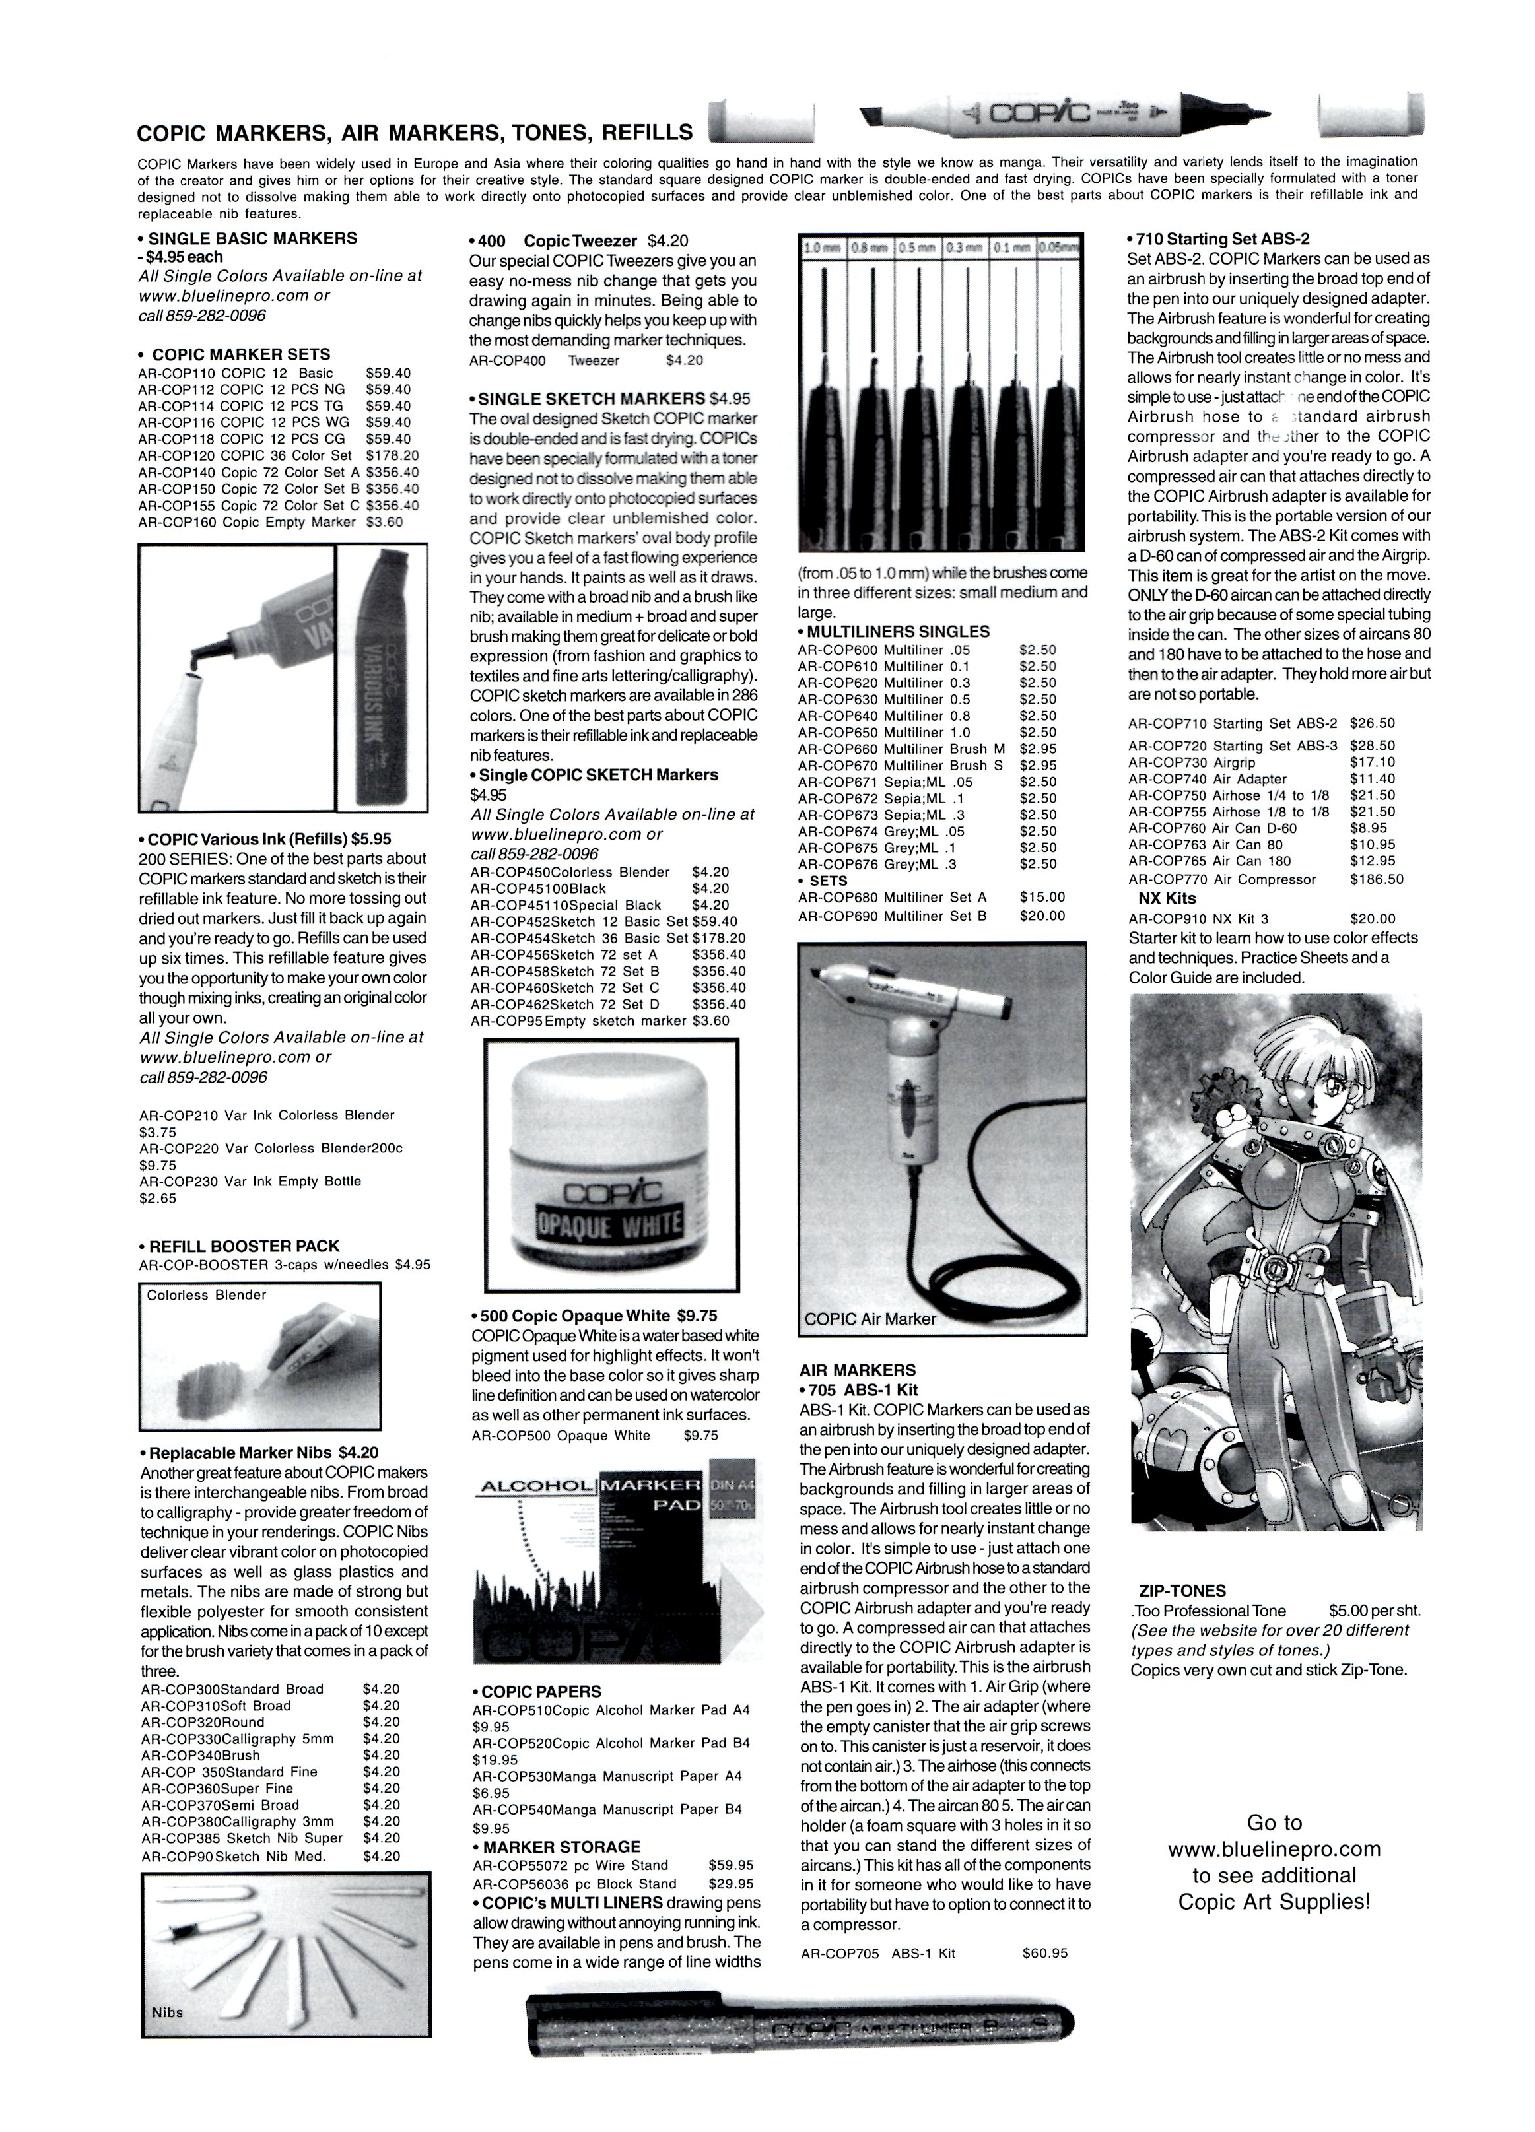 COPIC MARKERS, AIR MARKERS, TONES, REFILLS
COPIC
COPIC Markers have been widely used in Europe and Asia where their coloring qualities go hand in hand with the style we know as manga. Their versatility and variety lends itself to the imagination
of the creator and gives him or her options for their creative style. The standard square designed COPIC marker is double-ended and fast drying. COPICs have been specially formulated with a toner
designed not to dissolve making them able to work directly onto photocopied surfaces and provide clear unblemished color. One of the best parts about COPIC markers is their refillable ink and
replaceable nib features.
• SINGLE BASIC MARKERS
- $4.95 each
All Single Colors Available on-line at
www.bluelinepro.com or
call 859-282-0096
• COPIC MARKER SETS
AR-COP110 COPIC 12 Basic $59.40
AR-COP112 COPIC 12 PCS NG $59.40
AR-COP114 COPIC 12 PCS TG $59.40
AR-COP116 COPIC 12 PCS WG $59.40
AR-COP118 COPIC 12 PCS CG $59.40
AR-COP120 COPIC 36 Color Set $178.20
AR-COP140 Copic 72 Color Set A $356.40
AR-COP150 Copic 72 Color Set B $356.40
AR-COP155 Copic 72 Color Set C $356.40
AR-COP160 Copic Empty Marker $3.60
VARIOUS INK
• COPIC Various Ink (Refills) $5.95
200 SERIES: One of the best parts about
COPIC markers standard and sketch is their
refillable ink feature. No more tossing out
dried out markers. Just fill it back up again
and you're ready to go. Refills can be used
up six times. This refillable feature gives
you the opportunity to make your own color
though mixing inks, creating an original color
all your own.
All Single Colors Available on-line at
www.bluelinepro.com or
call 859-282-0096
AR-COP210 Var Ink Colorless Blender
$3.75
AR-COP220 Var Colorless Blender200c
$9.75
AR-COP230 Var Ink Empty Bottle
$2.65
• REFILL BOOSTER PACK
AR-COP-BOOSTER 3-caps w/needles $4.95
Colorless Blender
• Replacable Marker Nibs $4.20
Another great feature about COPIC makers
is there interchangeable nibs. From broad
to calligraphy - provide greater freedom of
technique in your renderings. COPIC Nibs
deliver clear vibrant color on photocopied
surfaces as well as glass plastics and
metals. The nibs are made of strong but
flexible polyester for smooth consistent
application. Nibs come in a pack of 10 except
for the brush variety that comes in a pack of
three.
AR-COP300Standard Broad $4.20
AR-COP310Soft Broad $4.20
AR-COP320Round $4.20
AR-COP330Calligraphy 5mm $4.20
AR-COP340Brush $4.20
AR-COP 350Standard Fine $4.20
AR-COP360Super Fine $4.20
AR-COP370Semi Broad $4.20
AR-COP380Calligraphy 3mm $4.20
AR-COP385 Sketch Nib Super $4.20
AR-COP90Sketch Nib Med. $4.20
Nibs
• 400 Copic Tweezer $4.20
Our special COPIC Tweezers give you an
easy no-mess nib change that gets you
drawing again in minutes. Being able to
change nibs quickly helps you keep up with
the most demanding marker techniques.
AR-COP400 Tweezer $4.20
• SINGLE SKETCH MARKERS $4.95
The oval designed Sketch COPIC marker
is double-ended and is fast drying. COPICs
have been specially formulated with a toner
designed not to dissolve making them able
to work directly onto photocopied surfaces
and provide clear unblemished color.
COPIC Sketch markers' oval body profile
gives you a feel of a fast flowing experience
in your hands. It paints as well as it draws.
They come with a broad nib and a brush like
nib; available in medium + broad and super
brush making them great for delicate or bold
expression (from fashion and graphics to
textiles and fine arts lettering/calligraphy).
COPIC sketch markers are available in 286
colors. One of the best parts about COPIC
markers is their refillable ink and replaceable
nib features.
• Single COPIC SKETCH Markers
$4.95
All Single Colors Available on-line at
www.bluelinepro.com or
call 859-282-0096
AR-COP450Colorless Blender $4.20
AR-COP45100Black $4.20
AR-COP45110Special Black $4.20
AR-COP452Sketch 12 Basic Set $59.40
AR-COP454Sketch 36 Basic Set $178.20
AR-COP456Sketch 72 set A $356.40
AR-COP458Sketch 72 Set B $356.40
AR-COP460Sketch 72 Set C $356.40
AR-COP462Sketch 72 Set D $356.40
AR-COP95Empty sketch marker $3.60
COPIC
OPAQUE WHITE
• 500 Copic Opaque White $9.75
COPIC Opaque White is a water based white
pigment used for highlight effects. It won't
bleed into the base color so it gives sharp
line definition and can be used on watercolor
as well as other permanent ink surfaces.
AR-COP500 Opaque White $9.75
ALCOHOL MARKER
PAD
DIN A4
COPIC
• COPIC PAPERS
AR-COP510Copic Alcohol Marker Pad A4
$9.95
AR-COP520Copic Alcohol Marker Pad B4
$19.95
AR-COP530Manga Manuscript Paper A4
$6.95
AR-COP540Manga Manuscript Paper B4
$9.95
• MARKER STORAGE
AR-COP55072 pc Wire Stand $59.95
AR-COP56036 pc Block Stand $29.95
• COPIC's MULTI LINERS drawing pens
allow drawing without annoying running ink.
They are available in pens and brush. The
pens come in a wide range of line widths
COPIC MULTILINER B S
1.0 mm 0.8 mm 0.5 mm 0.3 mm 0.1 mm 0.05mm
(from .05 to 1.0 mm) while the brushes come
in three different sizes: small medium and
large.
• MULTILINERS SINGLES
AR-COP600 Multiliner .05 $2.50
AR-COP610 Multiliner 0.1 $2.50
AR-COP620 Multiliner 0.3 $2.50
AR-COP630 Multiliner 0.5 $2.50
AR-COP640 Multiliner 0.8 $2.50
AR-COP650 Multiliner 1.0 $2.50
AR-COP660 Multiliner Brush M $2.95
AR-COP670 Multiliner Brush S $2.95
AR-COP671 Sepia;ML .05 $2.50
AR-COP672 Sepia;ML .1 $2.50
AR-COP673 Sepia;ML .3 $2.50
AR-COP674 Grey;ML .05 $2.50
AR-COP675 Grey;ML .1 $2.50
AR-COP676 Grey;ML .3 $2.50
• SETS
AR-COP680 Multiliner Set A $15.00
AR-COP690 Multiliner Set B $20.00
COPIC Air Marker
AIR MARKERS
• 705 ABS-1 Kit
ABS-1 Kit. COPIC Markers can be used as
an airbrush by inserting the broad top end of
the pen into our uniquely designed adapter.
The Airbrush feature is wonderful for creating
backgrounds and filling in larger areas of
space. The Airbrush tool creates little or no
mess and allows for nearly instant change
in color. It's simple to use - just attach one
end of the COPIC Airbrush hose to a standard
airbrush compressor and the other to the
COPIC Airbrush adapter and you're ready
to go. A compressed air can that attaches
directly to the COPIC Airbrush adapter is
available for portability. This is the airbrush
ABS-1 Kit. It comes with 1. Air Grip (where
the pen goes in) 2. The air adapter (where
the empty canister that the air grip screws
on to. This canister is just a reservoir, it does
not contain air.) 3. The airhose (this connects
from the bottom of the air adapter to the top
of the aircan.) 4. The aircan 80 5. The air can
holder (a foam square with 3 holes in it so
that you can stand the different sizes of
aircans.) This kit has all of the components
in it for someone who would like to have
portability but have to option to connect it to
a compressor.
AR-COP705 ABS-1 Kit $60.95
• 710 Starting Set ABS-2
Set ABS-2. COPIC Markers can be used as
an airbrush by inserting the broad top end of
the pen into our uniquely designed adapter.
The Airbrush feature is wonderful for creating
backgrounds and filling in larger areas of space.
The Airbrush tool creates little or no mess and
allows for nearly instant change in color. It's
simple to use - just attach ne end of the COPIC
Airbrush hose to a standard airbrush
compressor and the other to the COPIC
Airbrush adapter and you're ready to go. A
compressed air can that attaches directly to
the COPIC Airbrush adapter is available for
portability. This is the portable version of our
airbrush system. The ABS-2 Kit comes with
a D-60 can of compressed air and the Airgrip.
This item is great for the artist on the move.
ONLY the D-60 aircan can be attached directly
to the air grip because of some special tubing
inside the can. The other sizes of aircans 80
and 180 have to be attached to the hose and
then to the air adapter. They hold more air but
are not so portable.
AR-COP710 Starting Set ABS-2 $26.50
AR-COP720 Starting Set ABS-3 $28.50
AR-COP730 Airgrip $17.10
AR-COP740 Air Adapter $11.40
AR-COP750 Airhose 1/4 to 1/8 $21.50
AR-COP755 Airhose 1/8 to 1/8 $21.50
AR-COP760 Air Can D-60 $8.95
AR-COP763 Air Can 80 $10.95
AR-COP765 Air Can 180 $12.95
AR-COP770 Air Compressor $186.50
NX Kits
AR-COP910 NX Kit 3 $20.00
Starter kit to learn how to use color effects
and techniques. Practice Sheets and a
Color Guide are included.
ZIP-TONES
.Too Professional Tone $5.00 per sht.
(See the website for over 20 different
types and styles of tones.)
Copics very own cut and stick Zip-Tone.
Go to
www.bluelinepro.com
to see additional
Copic Art Supplies!